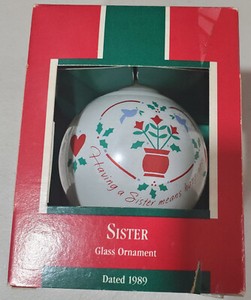 Having a Sister means
SISTER
Glass Ornament
Dated 1989